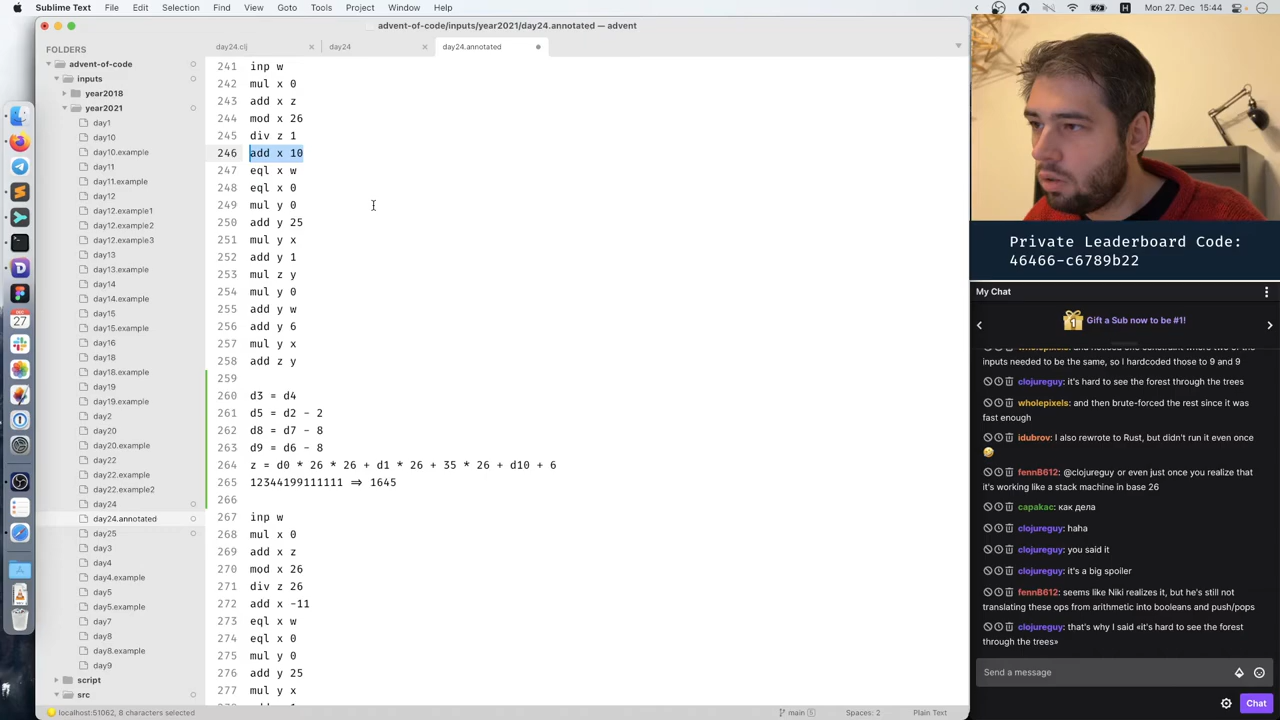 Sublime Text File Edit Selection Find View Goto Tools Project Window Help
Mon 27. Dec 15:44
advent-of-code/inputs/year2021/day24.annotated — advent
day24.clj
day24
day24.annotated
FOLDERS
advent-of-code
inputs
year2018
year2021
day1
day10
day10.example
day11
day11.example
day12
day12.example1
day12.example2
day12.example3
day13
day13.example
day14
day14.example
day15
day15.example
day16
day18
day18.example
day19
day19.example
day2
day20
day20.example
day22
day22.example
day22.example2
day24
day24.annotated
day25
day3
day4
day4.example
day5
day5.example
day7
day8
day8.example
day9
script
src
241 inp w
242 mul x 0
243 add x z
244 mod x 26
245 div z 1
246 add x 10
247 eql x w
248 eql x 0
249 mul y 0
250 add y 25
251 mul y x
252 add y 1
253 mul z y
254 mul y 0
255 add y w
256 add y 6
257 mul y x
258 add z y
259
260 d3 = d4
261 d5 = d2 - 2
262 d8 = d7 - 8
263 d9 = d6 - 8
264 z = d0 * 26 * 26 + d1 * 26 + 35 * 26 + d10 + 6
265 12344199111111 => 1645
266
267 inp w
268 mul x 0
269 add x z
270 mod x 26
271 div z 26
272 add x -11
273 eql x w
274 eql x 0
275 mul y 0
276 add y 25
277 mul y x
localhost:51062, 8 characters selected
main 5
Spaces: 2
Plain Text
Private Leaderboard Code:
46466-c6789b22
My Chat
Gift a Sub now to be #1!
wholepixels: and noticed one constraint where two of the
inputs needed to be the same, so I hardcoded those to 9 and 9
clojureguy: it's hard to see the forest through the trees
wholepixels: and then brute-forced the rest since it was
fast enough
idubrov: I also rewrote to Rust, but didn't run it even once
🤣
fennB612: @clojureguy or even just once you realize that
it's working like a stack machine in base 26
capakac: как дела
clojureguy: haha
clojureguy: you said it
clojureguy: it's a big spoiler
fennB612: seems like Niki realizes it, but he's still not
translating these ops from arithmetic into booleans and push/pops
clojureguy: that's why I said «it's hard to see the forest
through the trees»
Send a message
Chat